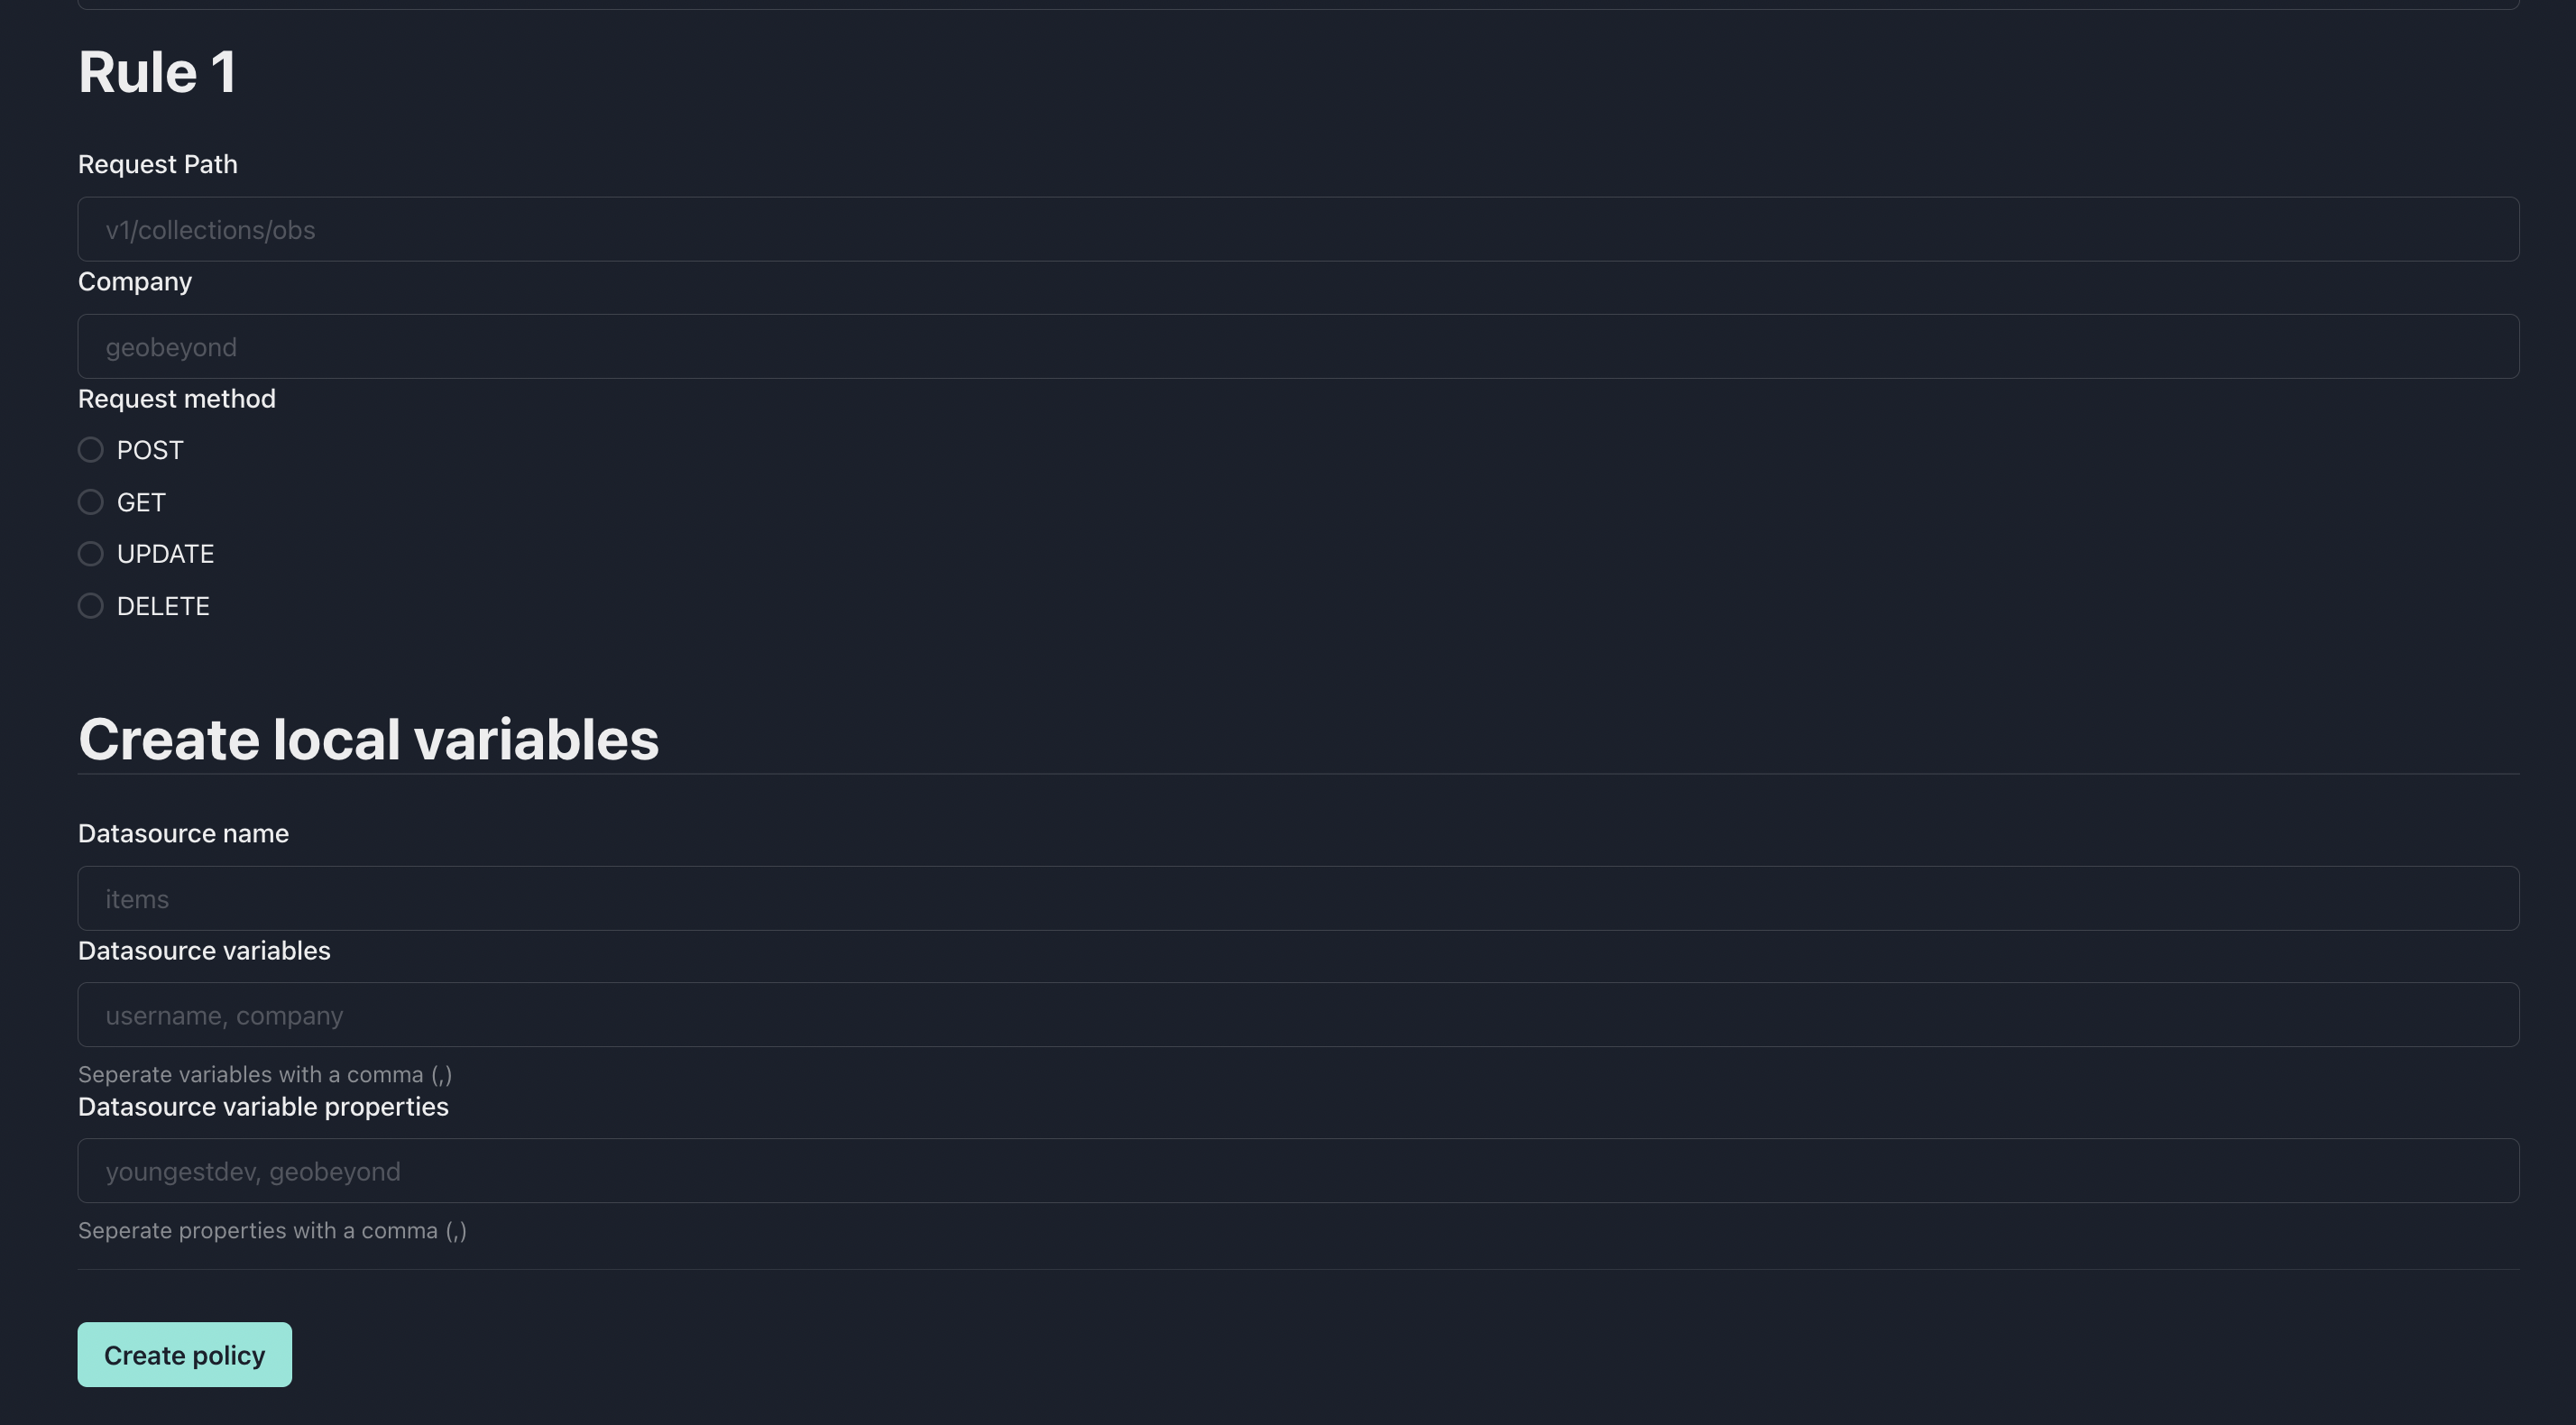 Rule 1
Request Path
v1/collections/obs
Company
geobeyond
Request method
POST
GET
UPDATE
DELETE
Create local variables
Datasource name
items
Datasource variables
username, company
Seperate variables with a comma (,)
Datasource variable properties
youngestdev, geobeyond
Seperate properties with a comma (,)
Create policy